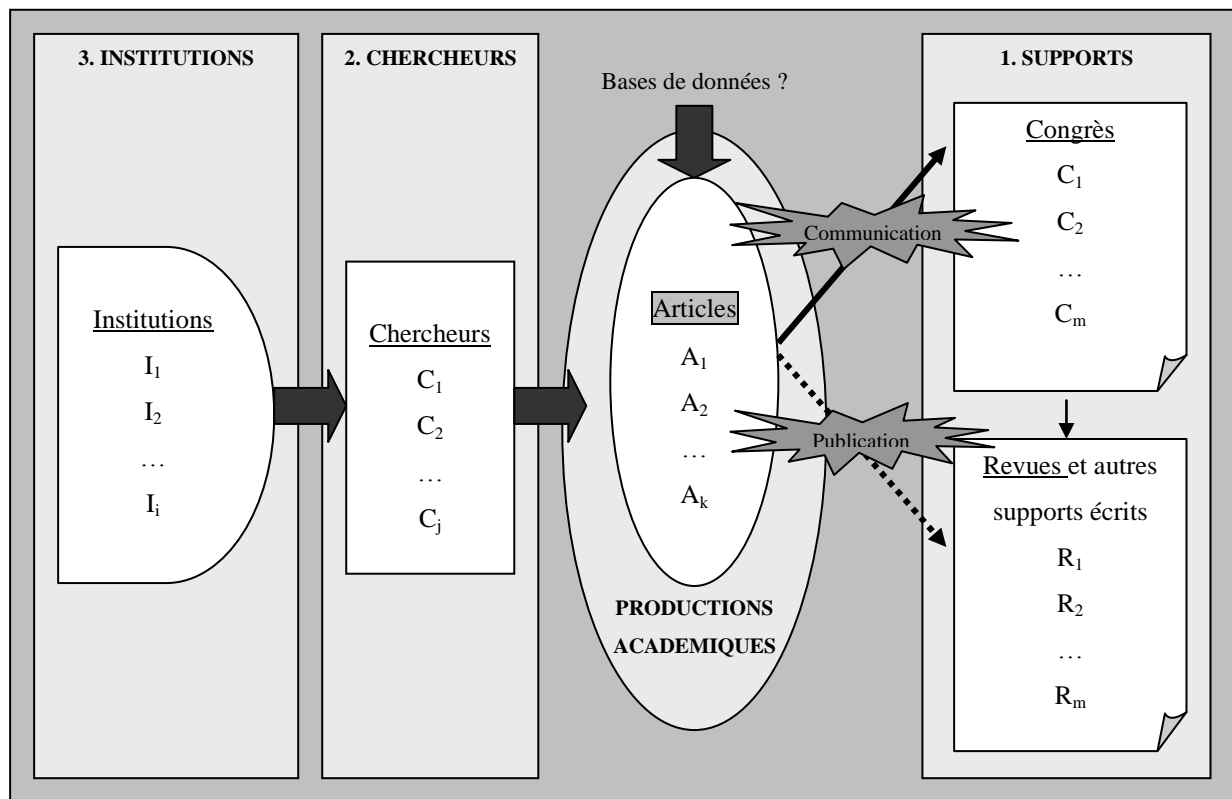 3. INSTITUTIONS
Institutions
I₁
I₂
…
Iᵢ
2. CHERCHEURS
Chercheurs
C₁
C₂
…
Cⱼ
Bases de données ?
Articles
A₁
A₂
…
Aₖ
PRODUCTIONS
ACADEMIQUES
Communication
Publication
1. SUPPORTS
Congrès
C₁
C₂
…
Cₘ
Revues et autres
supports écrits
R₁
R₂
…
Rₘ